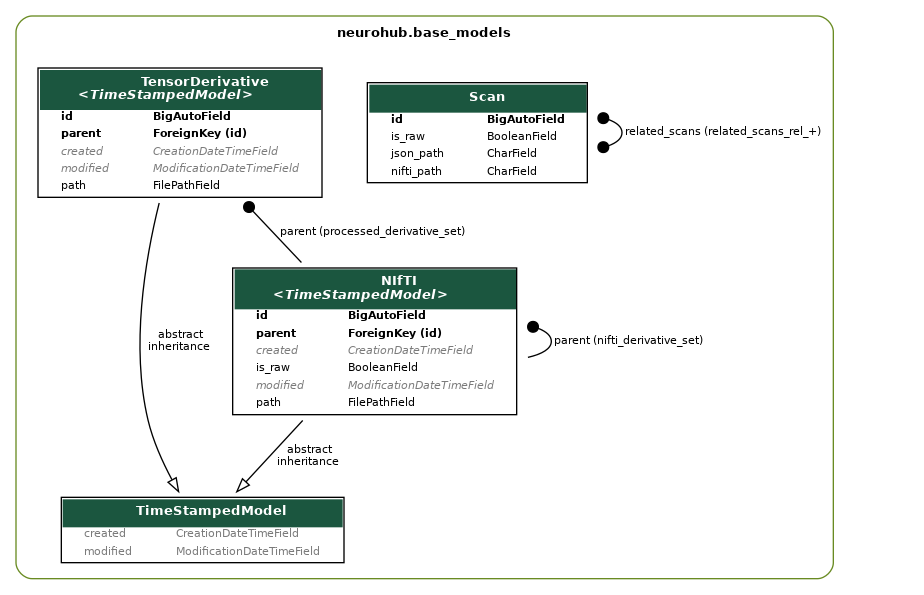 neurohub.base_models
TensorDerivative
<TimeStampedModel>
id BigAutoField
parent ForeignKey (id)
created CreationDateTimeField
modified ModificationDateTimeField
path FilePathField
Scan
id BigAutoField
is_raw BooleanField
json_path CharField
nifti_path CharField
related_scans (related_scans_rel_+)
parent (processed_derivative_set)
NIfTI
<TimeStampedModel>
id BigAutoField
parent ForeignKey (id)
created CreationDateTimeField
is_raw BooleanField
modified ModificationDateTimeField
path FilePathField
parent (nifti_derivative_set)
abstract
inheritance
abstract
inheritance
TimeStampedModel
created CreationDateTimeField
modified ModificationDateTimeField